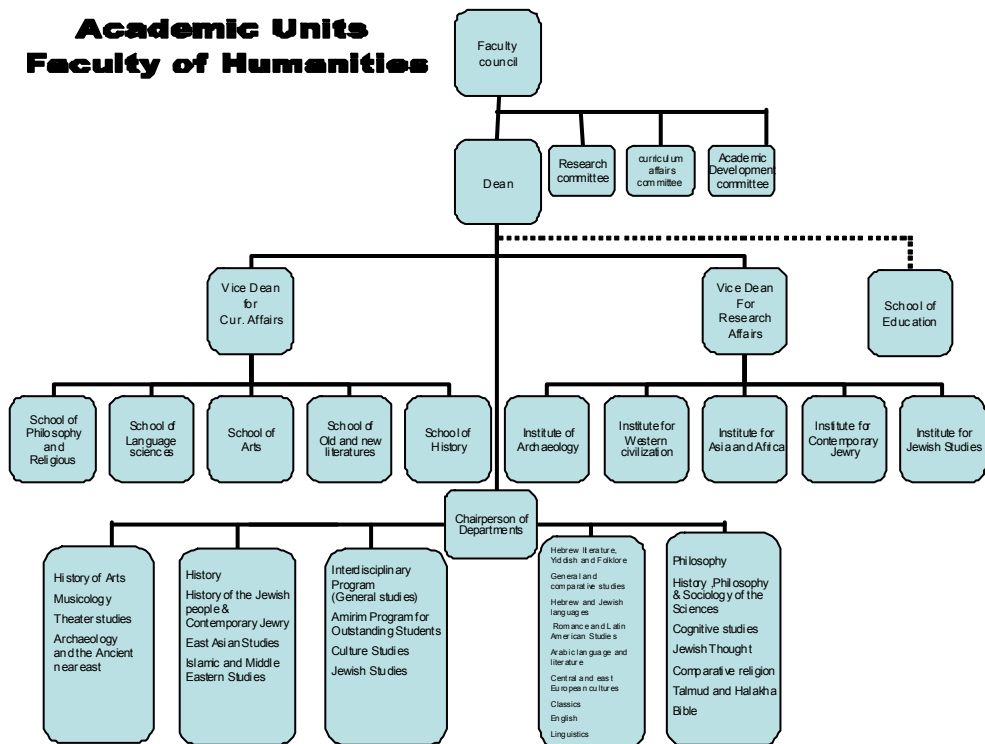 Academic Units
Faculty of Humanities
Faculty
council
Dean
Research
committee
curriculum
affairs
committee
Academic
Development
committee
Vice Dean
for
Cur. Affairs
Vice Dean
For
Research
Affairs
School of
Education
School of
Philosophy
and
Religious
School of
Language
sciences
School of
Arts
School of
Old and new
literatures
School of
History
Institute of
Archaeology
Institute for
Western
civilization
Institute for
Asia and Africa
Institute for
Contemporary
Jewry
Institute for
Jewish Studies
Chairperson of
Departments
History of Arts
Musicology
Theater studies
Archaeology
and the Ancient
near east
History
History of the Jewish
people &
Contemporary Jewry
East Asian Studies
Islamic and Middle
Eastern Studies
Interdisciplinary
Program
(General studies)
Amirim Program for
Outstanding Students
Culture Studies
Jewish Studies
Hebrew literature,
Yiddish and Folklore
General and
comparative studies
Hebrew and Jewish
languages
Romance and Latin
American Studies
Arabic language and
literature
Central and east
European cultures
Classics
English
Linguistics
Philosophy
History ,Philosophy
& Sociology of the
Sciences
Cognitive studies
Jewish Thought
Comparative religion
Talmud and Halakha
Bible